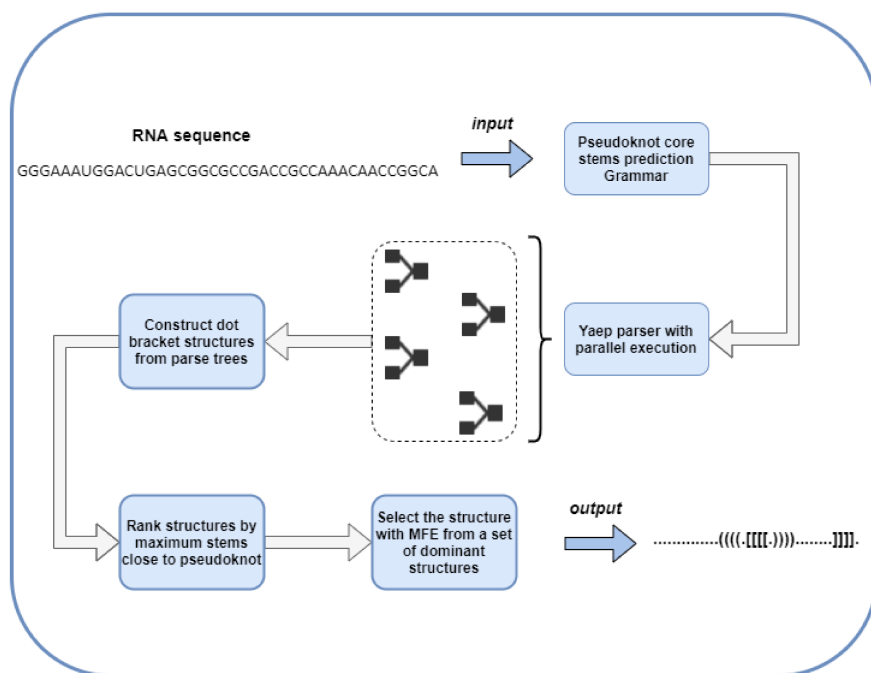 RNA sequence
input
GGGAAAUGGACUGAGCGGCGCCGACCGCCAAACAACCGGCA
Pseudoknot core
stems prediction
Grammar
Yaep parser with
parallel execution
Construct dot
bracket structures
from parse trees
Rank structures by
maximum stems
close to pseudoknot
Select the structure
with MFE from a set
of dominant
structures
output
..............((((.[[[[.))))........]]]].